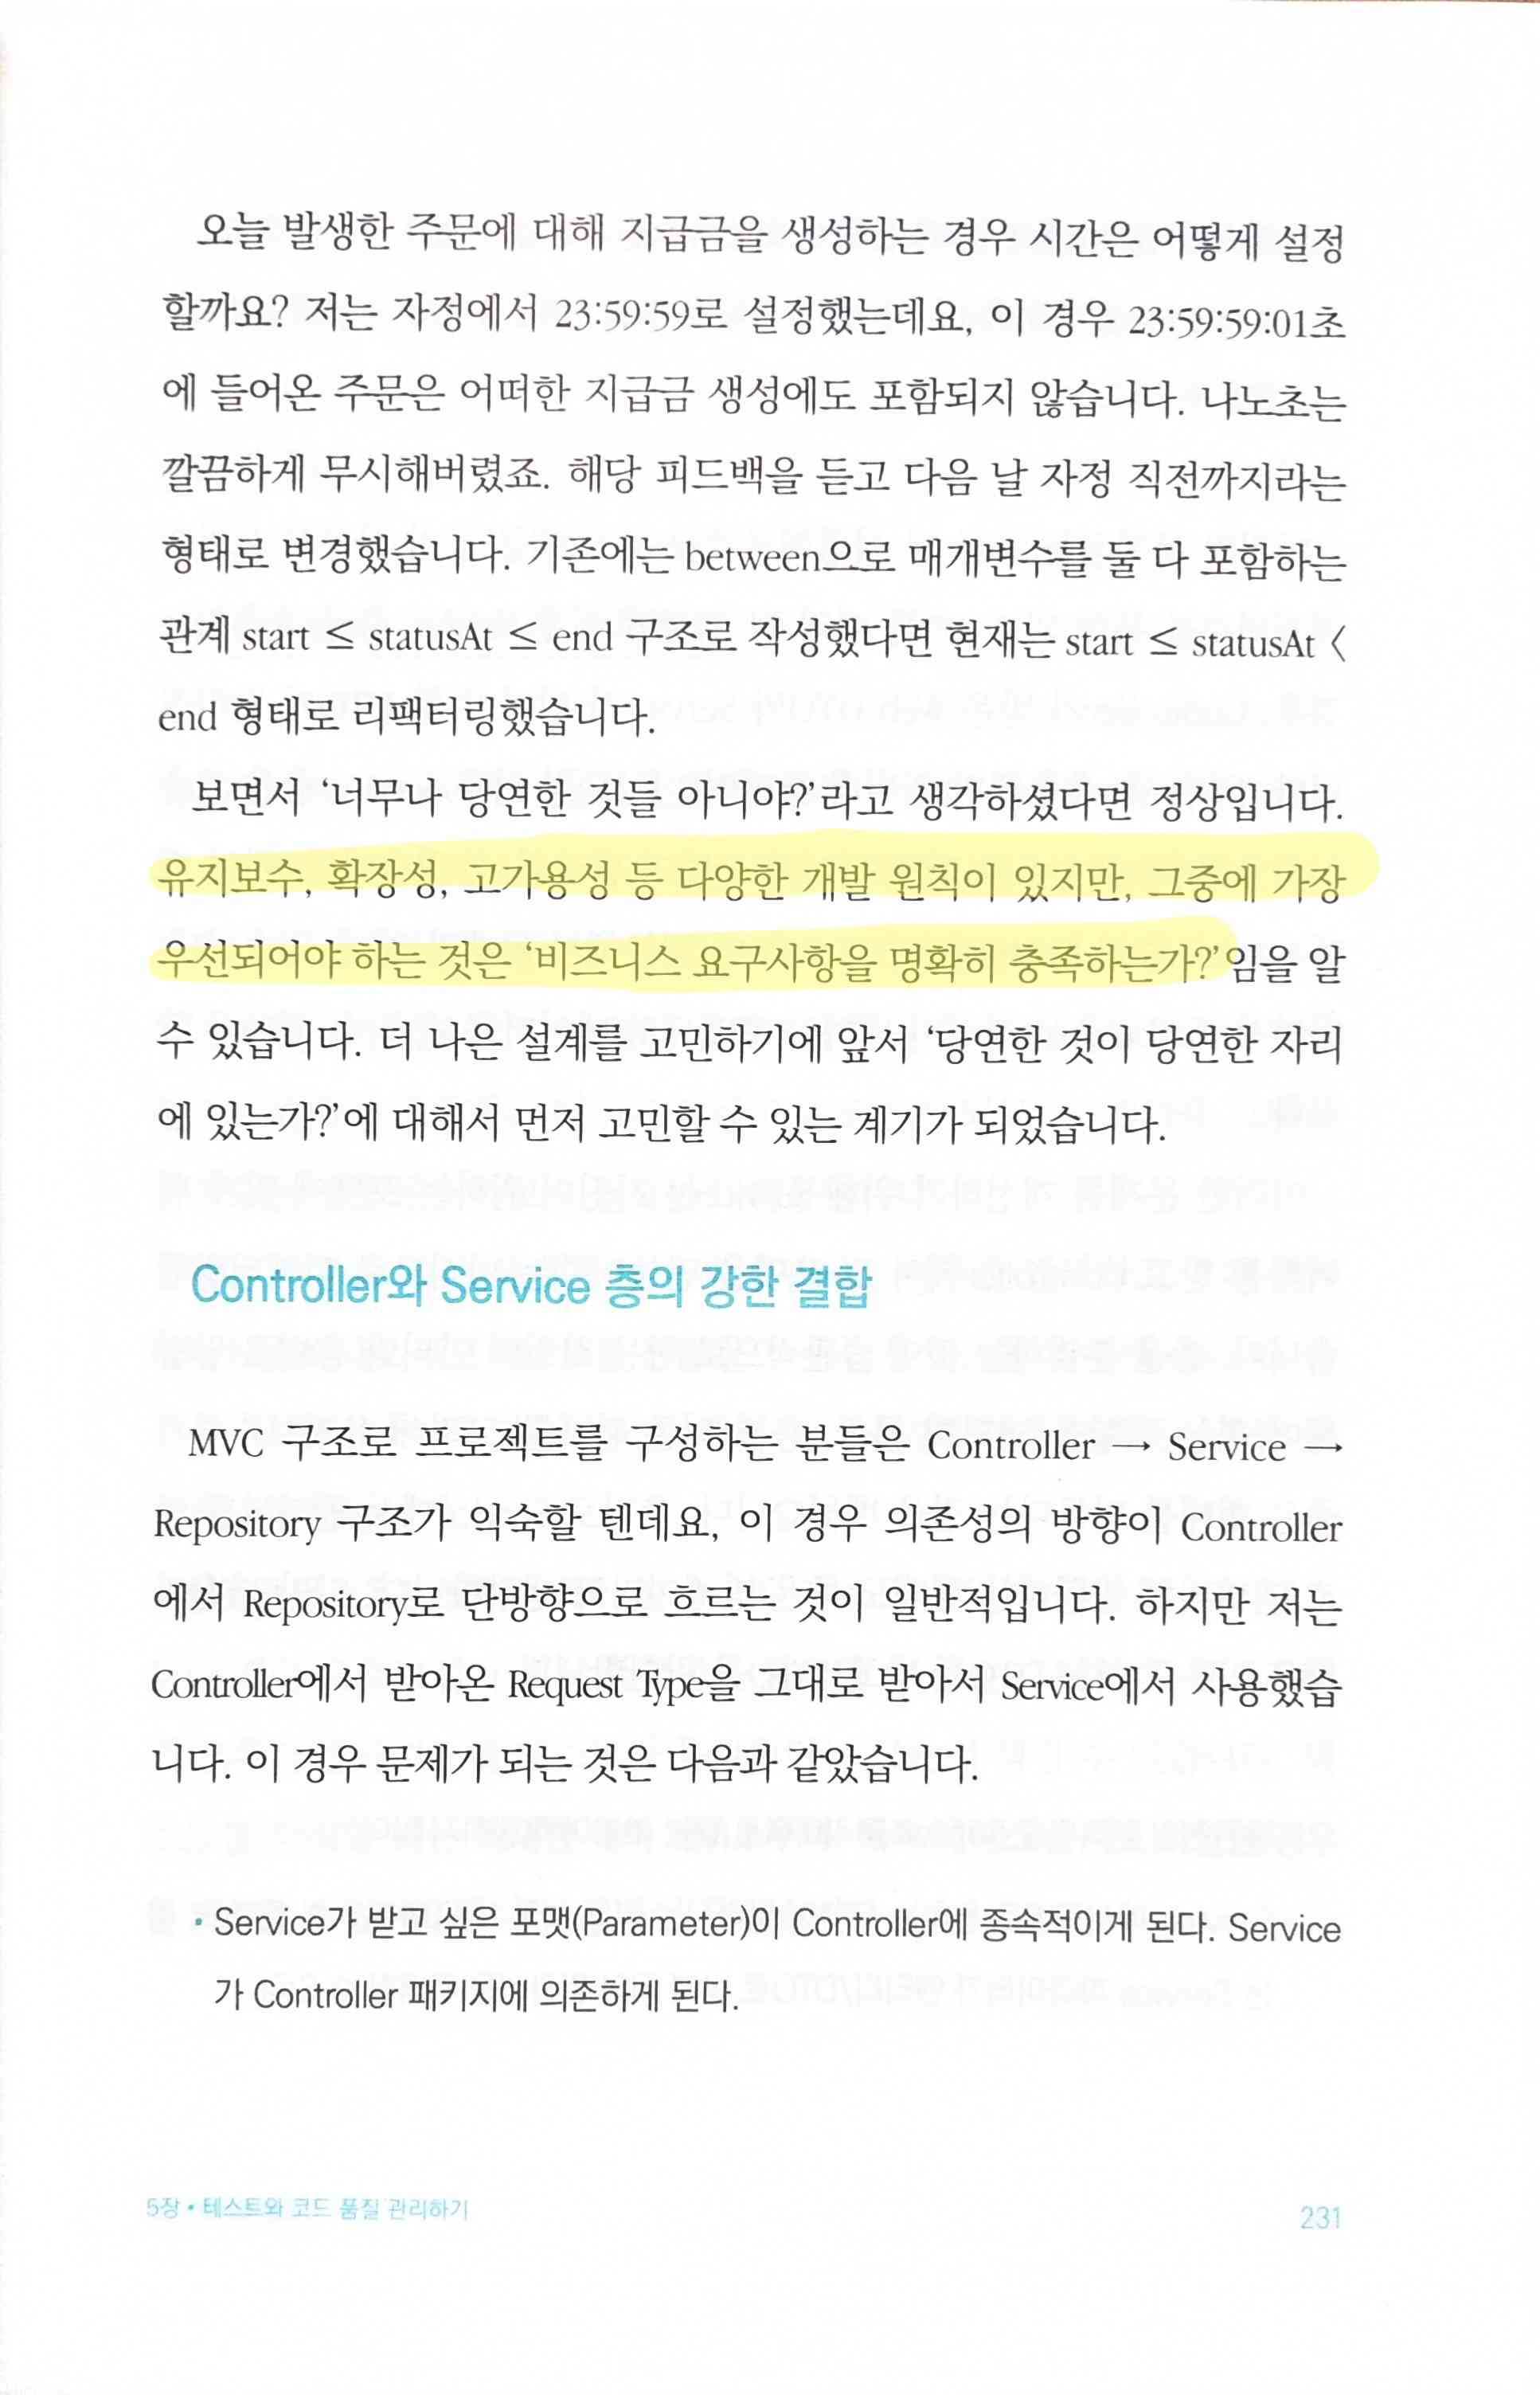 오늘 발생한 주문에 대해 지급금을 생성하는 경우 시간은 어떻게 설정
할까요? 저는 자정에서 23:59:59로 설정했는데요, 이 경우 23:59:59:01초
에 들어온 주문은 어떠한 지급금 생성에도 포함되지 않습니다. 나노초는
깔끔하게 무시해버렸죠. 해당 피드백을 듣고 다음 날 자정 직전까지라는
형태로 변경했습니다. 기존에는 between으로 매개변수를 둘 다 포함하는
관계 start ≤ statusAt ≤ end 구조로 작성했다면 현재는 start ≤ statusAt <
end 형태로 리팩터링했습니다.
보면서 ‘너무나 당연한 것들 아니야?’라고 생각하셨다면 정상입니다.
유지보수, 확장성, 고가용성 등 다양한 개발 원칙이 있지만, 그중에 가장
우선되어야 하는 것은 ‘비즈니스 요구사항을 명확히 충족하는가?’임을 알
수 있습니다. 더 나은 설계를 고민하기에 앞서 ‘당연한 것이 당연한 자리
에 있는가?’에 대해서 먼저 고민할 수 있는 계기가 되었습니다.
Controller와 Service 층의 강한 결합
MVC 구조로 프로젝트를 구성하는 분들은 Controller → Service →
Repository 구조가 익숙할 텐데요, 이 경우 의존성의 방향이 Controller
에서 Repository로 단방향으로 흐르는 것이 일반적입니다. 하지만 저는
Controller에서 받아온 Request Type을 그대로 받아서 Service에서 사용했습
니다. 이 경우 문제가 되는 것은 다음과 같았습니다.
• Service가 받고 싶은 포맷(Parameter)이 Controller에 종속적이게 된다. Service
가 Controller 패키지에 의존하게 된다.
5장 • 테스트와 코드 품질 관리하기
231